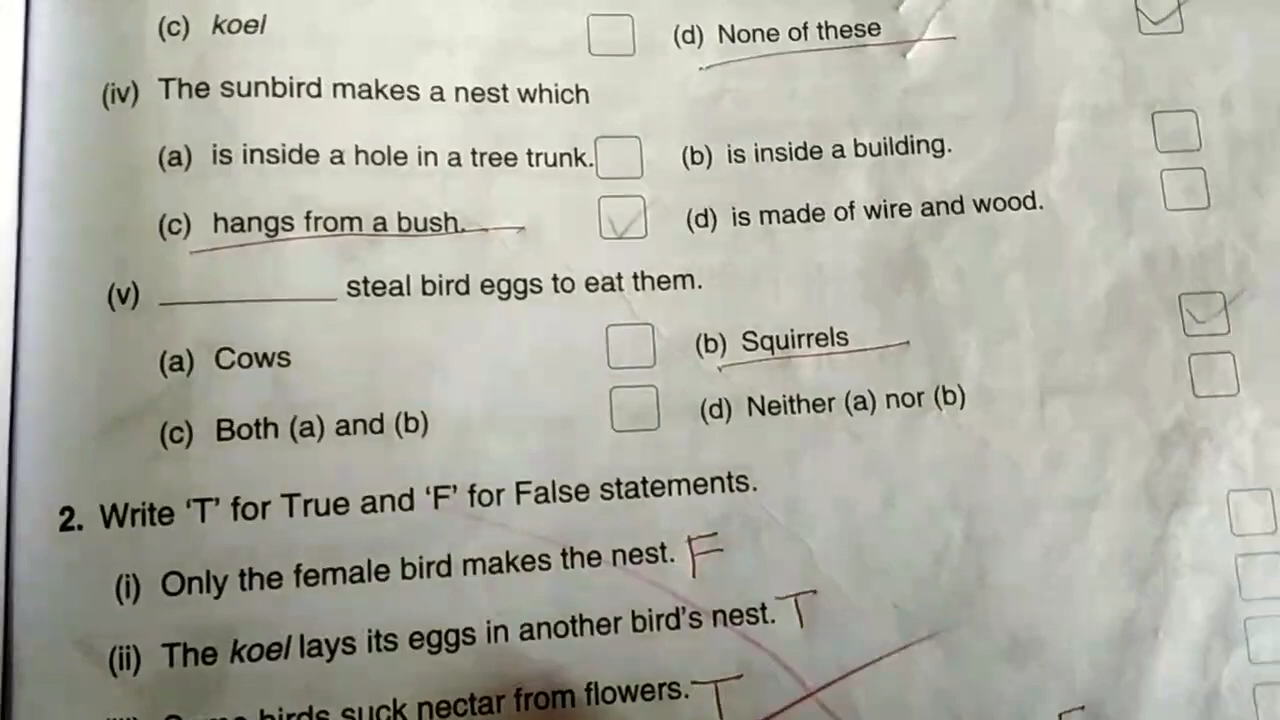 (c) koel (d) None of these
(iv) The sunbird makes a nest which
(a) is inside a hole in a tree trunk. (b) is inside a building.
(c) hangs from a bush. (d) is made of wire and wood.
(v) __________ steal bird eggs to eat them.
(a) Cows (b) Squirrels
(c) Both (a) and (b) (d) Neither (a) nor (b)
2. Write 'T' for True and 'F' for False statements.
(i) Only the female bird makes the nest. F
(ii) The koel lays its eggs in another bird's nest. T
birds suck nectar from flowers. T